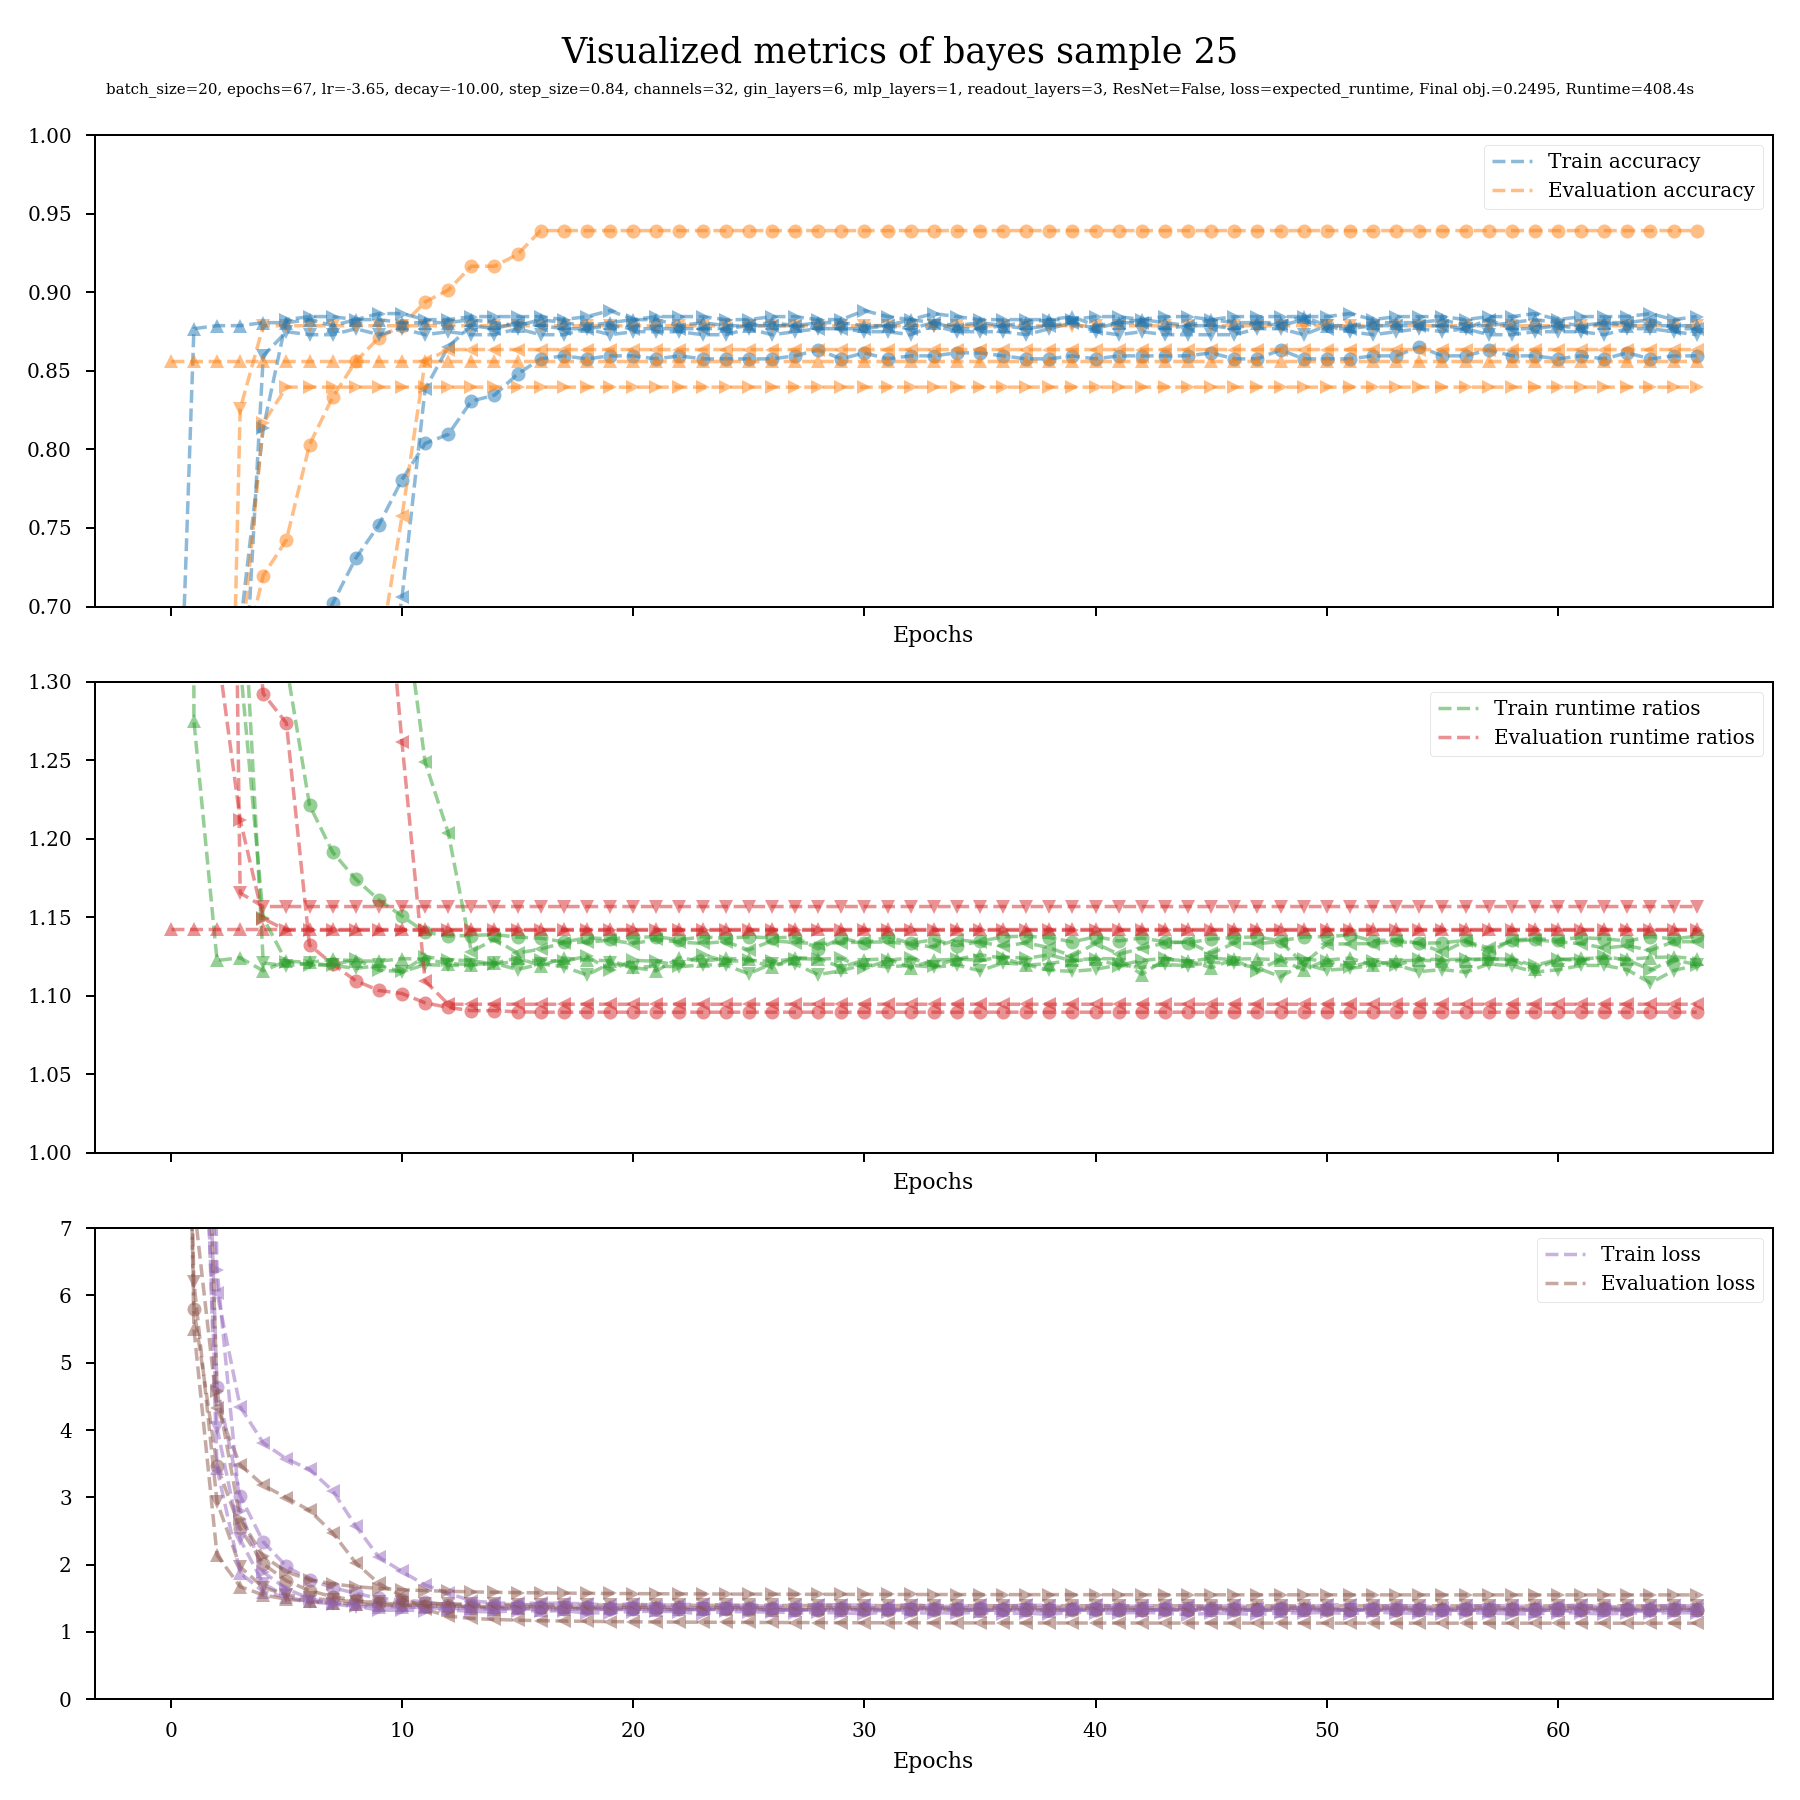 Visualized metrics of bayes sample 25
batch_size=20, epochs=67, lr=-3.65, decay=-10.00, step_size=0.84, channels=32, gin_layers=6, mlp_layers=1, readout_layers=3, ResNet=False, loss=expected_runtime, Final obj.=0.2495, Runtime=408.4s
1.00
0.95
0.90
0.85
0.80
0.75
0.70
Train accuracy
Evaluation accuracy
Epochs
1.30
1.25
1.20
1.15
1.10
1.05
1.00
Train runtime ratios
Evaluation runtime ratios
Epochs
7
6
5
4
3
2
1
0
Train loss
Evaluation loss
0 10 20 30 40 50 60
Epochs